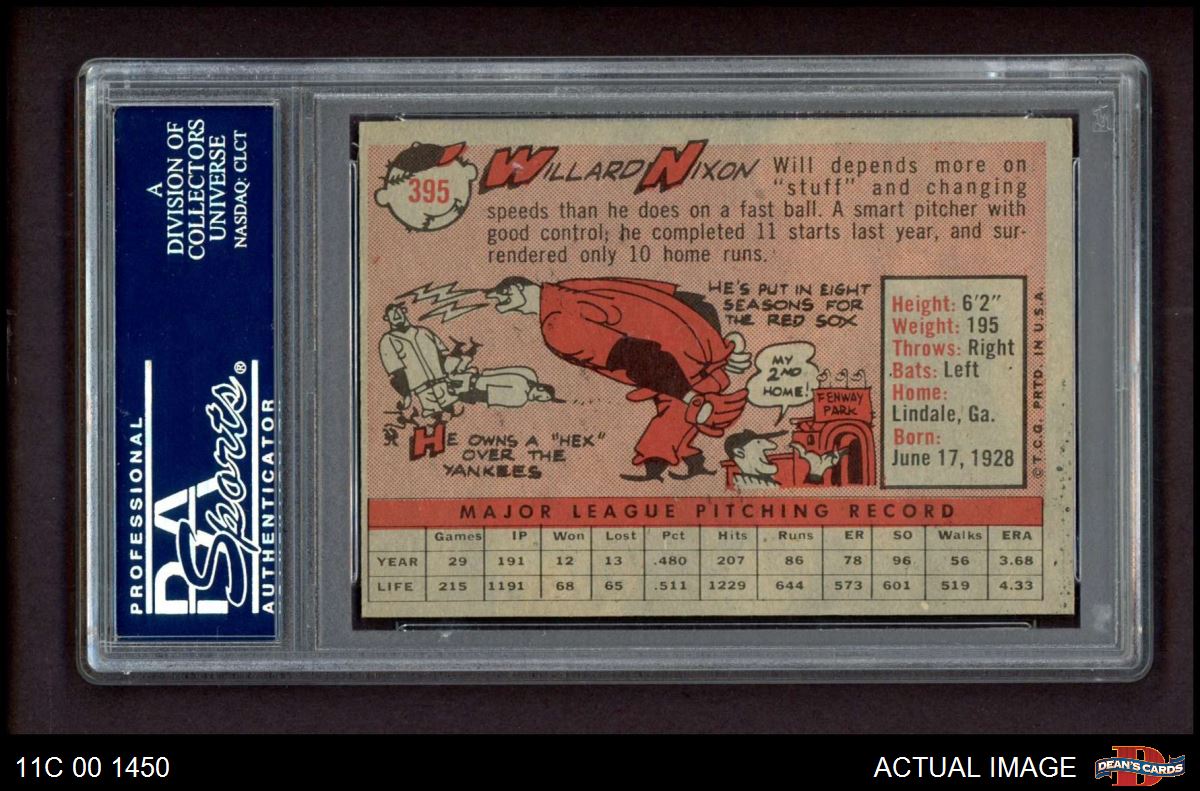 A
DIVISION OF
COLLECTORS
UNIVERSE
NASDAQ: CLCT
PROFESSIONAL
PSA
Sports®
AUTHENTICATOR
395
WILLARD NIXON
Will depends more on
"stuff" and changing
speeds than he does on a fast ball. A smart pitcher with
good control; he completed 11 starts last year, and sur-
rendered only 10 home runs.
HE'S PUT IN EIGHT
SEASONS FOR
THE RED SOX
MY
2ND
HOME!
FENWAY
PARK
HE OWNS A "HEX"
OVER THE
YANKEES
Height: 6'2"
Weight: 195
Throws: Right
Bats: Left
Home:
Lindale, Ga.
Born:
June 17, 1928
© T.C.G. PRTD. IN U.S.A.
MAJOR LEAGUE PITCHING RECORD
Games IP Won Lost Pct Hits Runs ER SO Walks ERA
YEAR 29 191 12 13 .480 207 86 78 96 56 3.68
LIFE 215 1191 68 65 .511 1229 644 573 601 519 4.33
11C 00 1450
ACTUAL IMAGE
DEAN'S CARDS